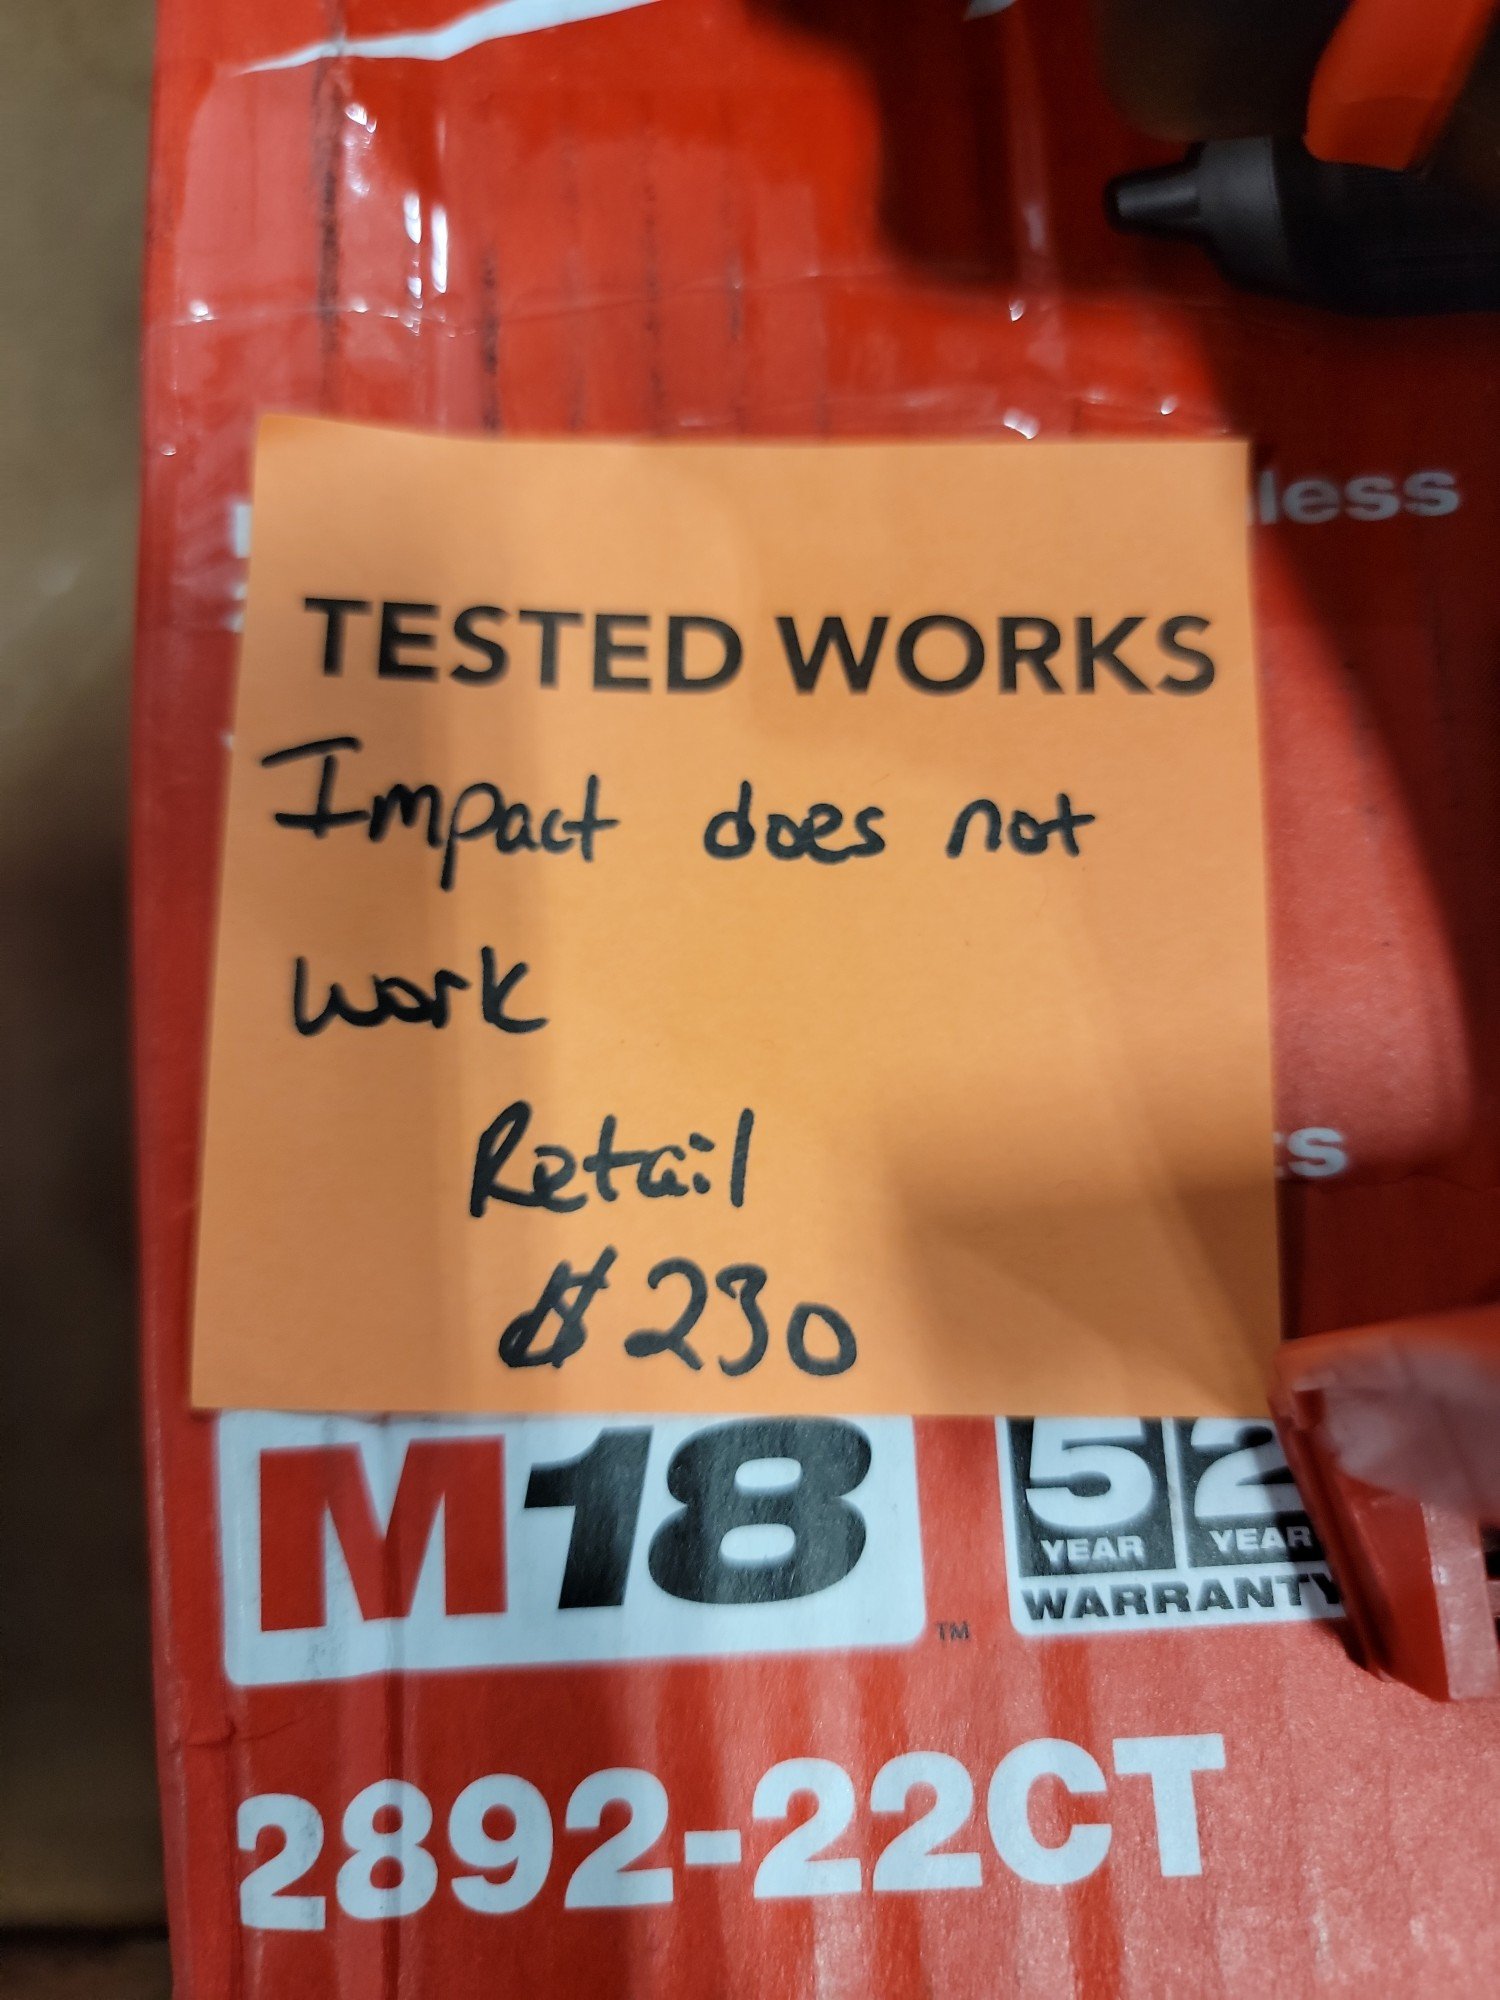 less
TESTED WORKS
Impact does not
work
Retail
$230
M18 ™
5 2
YEAR YEAR
WARRANTY
2892-22CT